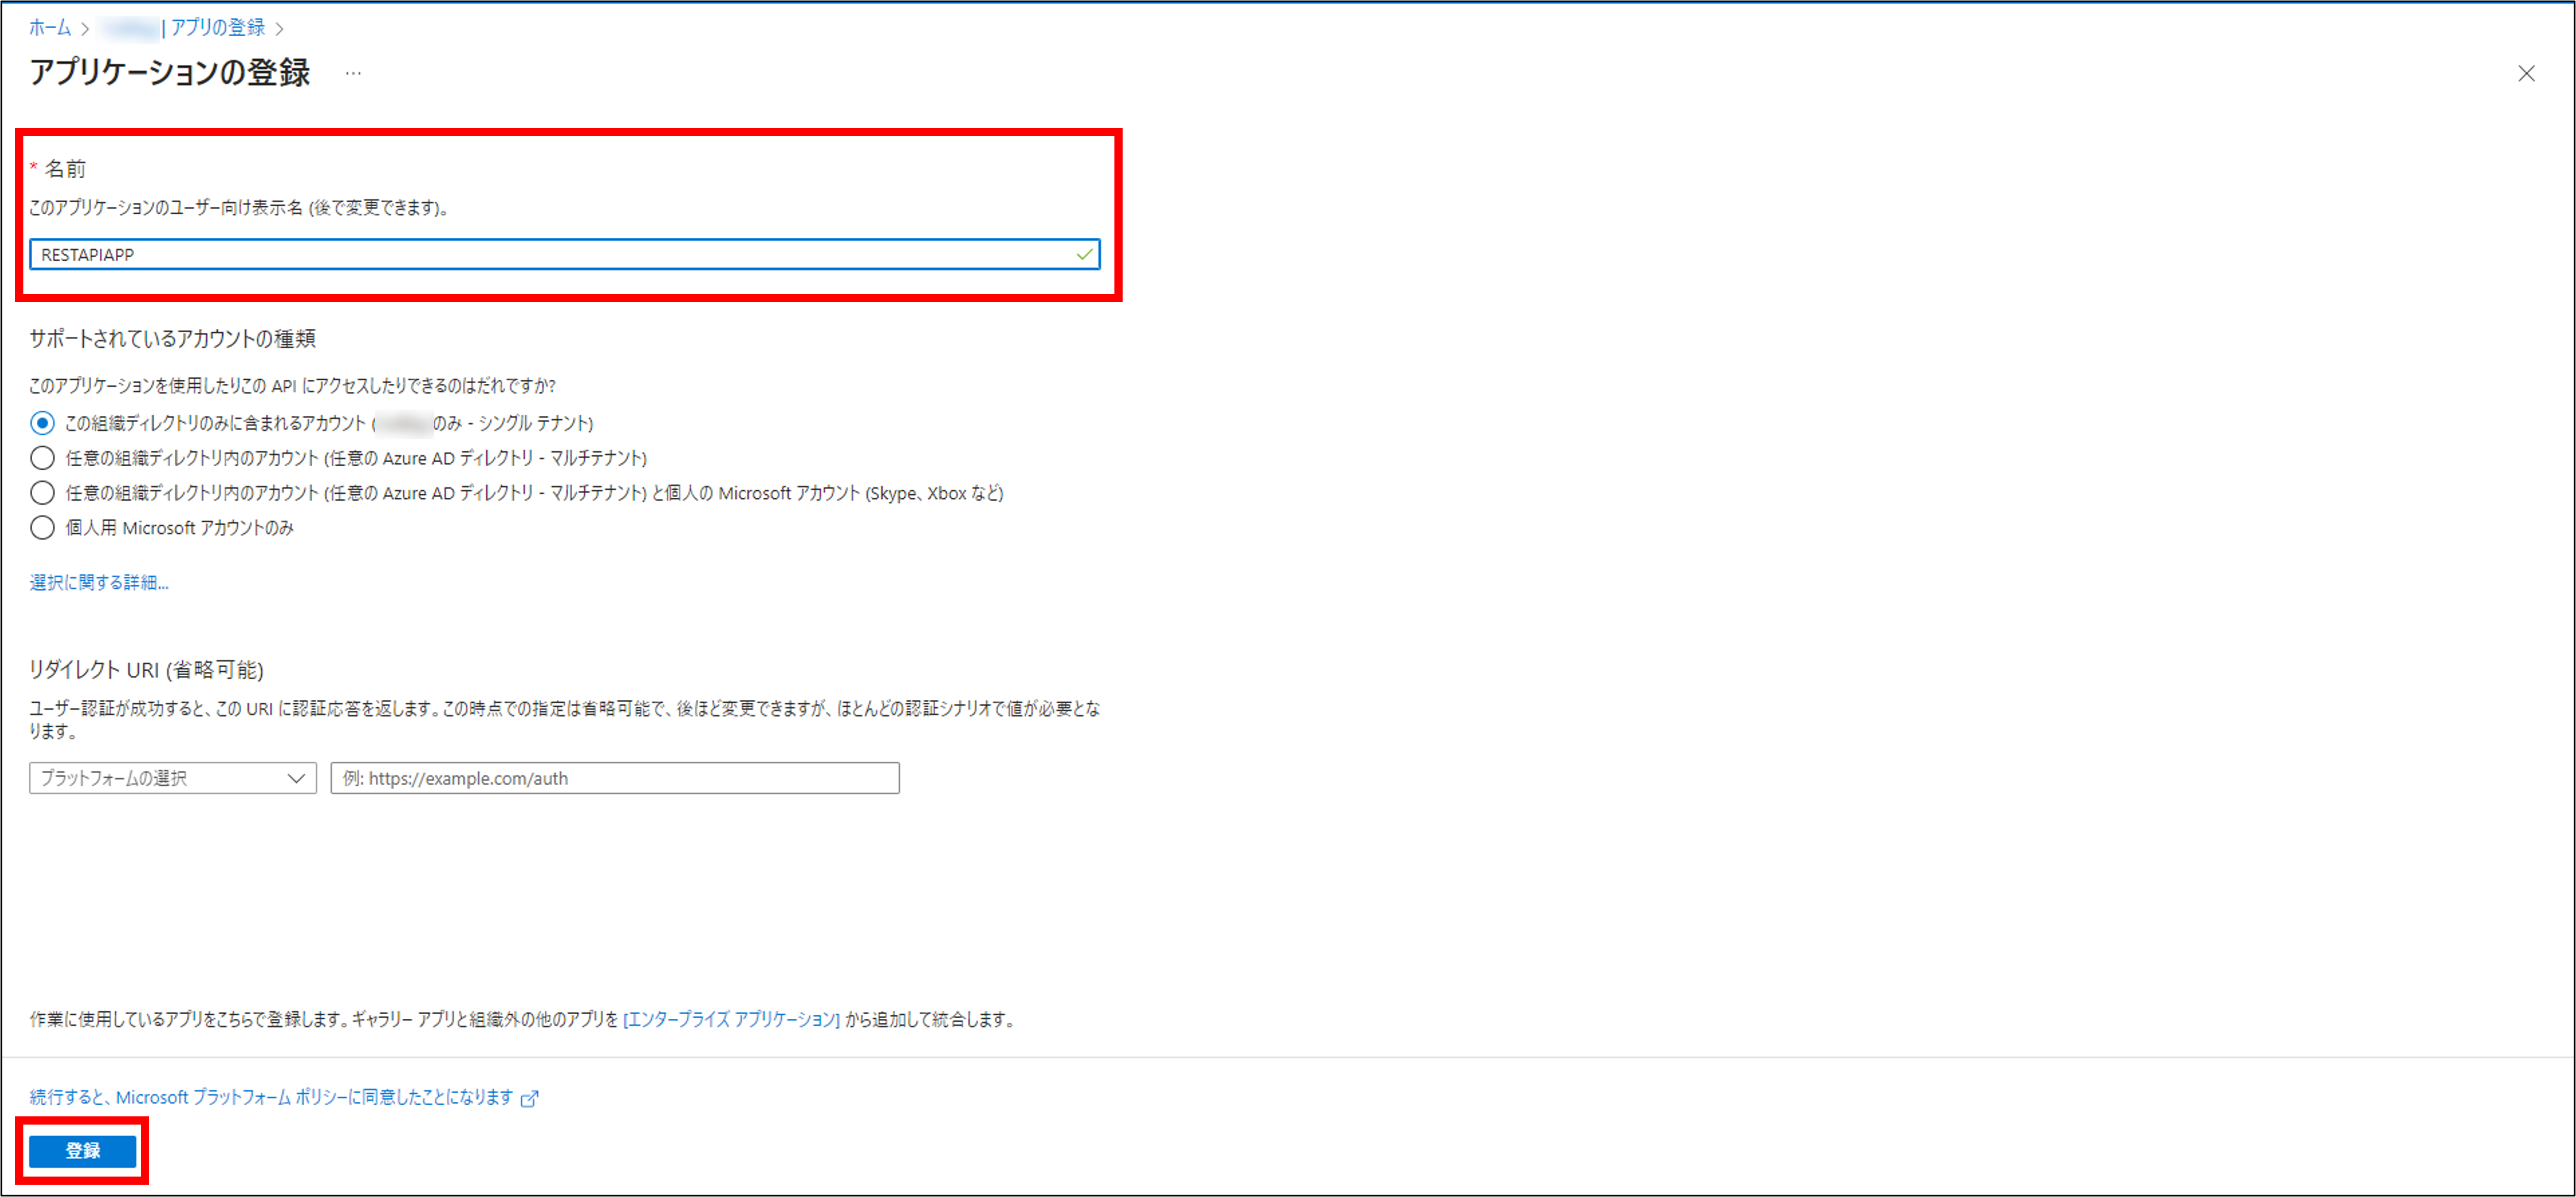 ホーム > | アプリの登録 >
アプリケーションの登録 …
* 名前
このアプリケーションのユーザー向け表示名 (後で変更できます)。
RESTAPIAPP
サポートされているアカウントの種類
このアプリケーションを使用したりこの API にアクセスしたりできるのはだれですか?
この組織ディレクトリのみに含まれるアカウント ( のみ - シングル テナント)
任意の組織ディレクトリ内のアカウント (任意の Azure AD ディレクトリ - マルチテナント)
任意の組織ディレクトリ内のアカウント (任意の Azure AD ディレクトリ - マルチテナント) と個人の Microsoft アカウント (Skype、Xbox など)
個人用 Microsoft アカウントのみ
選択に関する詳細...
リダイレクト URI (省略可能)
ユーザー認証が成功すると、この URI に認証応答を返します。この時点での指定は省略可能で、後ほど変更できますが、ほとんどの認証シナリオで値が必要とな
ります。
プラットフォームの選択
例: https://example.com/auth
作業に使用しているアプリをこちらで登録します。ギャラリー アプリと組織外の他のアプリを [エンタープライズ アプリケーション] から追加して統合します。
続行すると、Microsoft プラットフォーム ポリシーに同意したことになります
登録